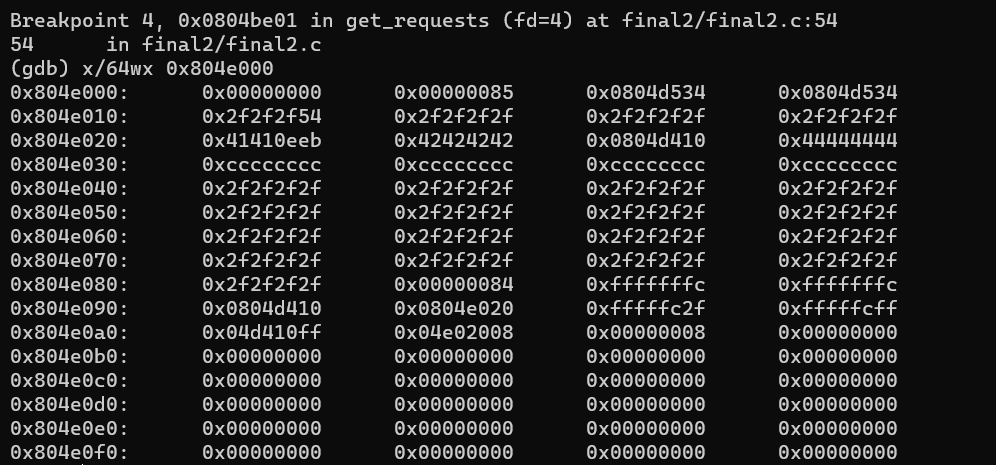 Breakpoint 4, 0x0804be01 in get_requests (fd=4) at final2/final2.c:54
54      in final2/final2.c
(gdb) x/64wx 0x804e000
0x804e000:      0x00000000      0x00000085      0x0804d534      0x0804d534
0x804e010:      0x2f2f2f54      0x2f2f2f2f      0x2f2f2f2f      0x2f2f2f2f
0x804e020:      0x41410eeb      0x42424242      0x0804d410      0x44444444
0x804e030:      0xcccccccc      0xcccccccc      0xcccccccc      0xcccccccc
0x804e040:      0x2f2f2f2f      0x2f2f2f2f      0x2f2f2f2f      0x2f2f2f2f
0x804e050:      0x2f2f2f2f      0x2f2f2f2f      0x2f2f2f2f      0x2f2f2f2f
0x804e060:      0x2f2f2f2f      0x2f2f2f2f      0x2f2f2f2f      0x2f2f2f2f
0x804e070:      0x2f2f2f2f      0x2f2f2f2f      0x2f2f2f2f      0x2f2f2f2f
0x804e080:      0x2f2f2f2f      0x00000084      0xfffffffc      0xfffffffc
0x804e090:      0x0804d410      0x0804e020      0xfffffc2f      0xfffffcff
0x804e0a0:      0x04d410ff      0x04e02008      0x00000008      0x00000000
0x804e0b0:      0x00000000      0x00000000      0x00000000      0x00000000
0x804e0c0:      0x00000000      0x00000000      0x00000000      0x00000000
0x804e0d0:      0x00000000      0x00000000      0x00000000      0x00000000
0x804e0e0:      0x00000000      0x00000000      0x00000000      0x00000000
0x804e0f0:      0x00000000      0x00000000      0x00000000      0x00000000